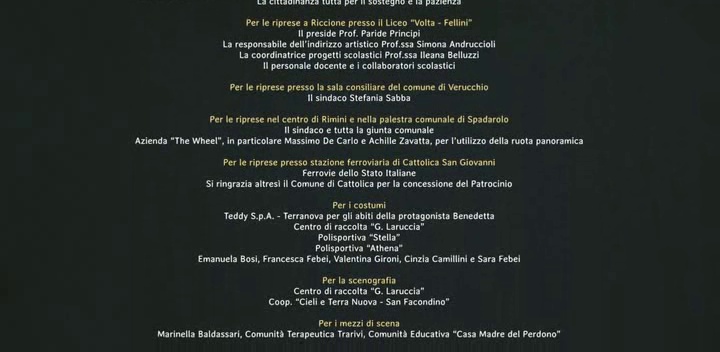 La cittadinanza tutta per il sostegno e la pazienza
Per le riprese a Riccione presso il Liceo "Volta - Fellini"
Il preside Prof. Paride Principi
La responsabile dell'indirizzo artistico Prof.ssa Simona Andruccioli
La coordinatrice progetti scolastici Prof.ssa Ileana Belluzzi
Il personale docente e i collaboratori scolastici
Per le riprese presso la sala consiliare del comune di Verucchio
Il sindaco Stefania Sabba
Per le riprese nel centro di Rimini e nella palestra comunale di Spadarolo
Il sindaco e tutta la giunta comunale
Azienda "The Wheel", in particolare Massimo De Carlo e Achille Zavatta, per l'utilizzo della ruota panoramica
Per le riprese presso stazione ferroviaria di Cattolica San Giovanni
Ferrovie dello Stato Italiane
Si ringrazia altresì il Comune di Cattolica per la concessione del Patrocinio
Per i costumi
Teddy S.p.A. - Terranova per gli abiti della protagonista Benedetta
Centro di raccolta "G. Laruccia"
Polisportiva "Stella"
Polisportiva "Athena"
Emanuela Bosi, Francesca Febei, Valentina Gironi, Cinzia Camillini e Sara Febei
Per la scenografia
Centro di raccolta "G. Laruccia"
Coop. "Cieli e Terra Nuova - San Facondino"
Per i mezzi di scena
Marinella Baldassari, Comunità Terapeutica Trarivi, Comunità Educativa "Casa Madre del Perdono"